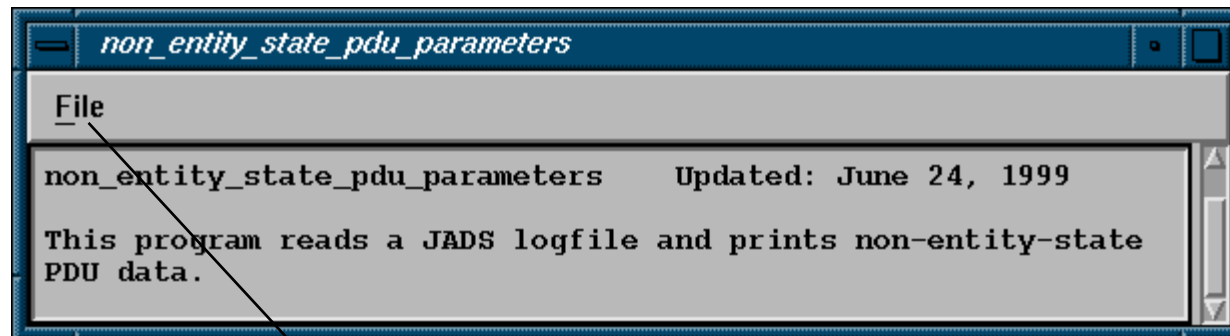 non_entity_state_pdu_parameters
File
non_entity_state_pdu_parameters    Updated: June 24, 1999
This program reads a JADS logfile and prints non-entity-state
PDU data.